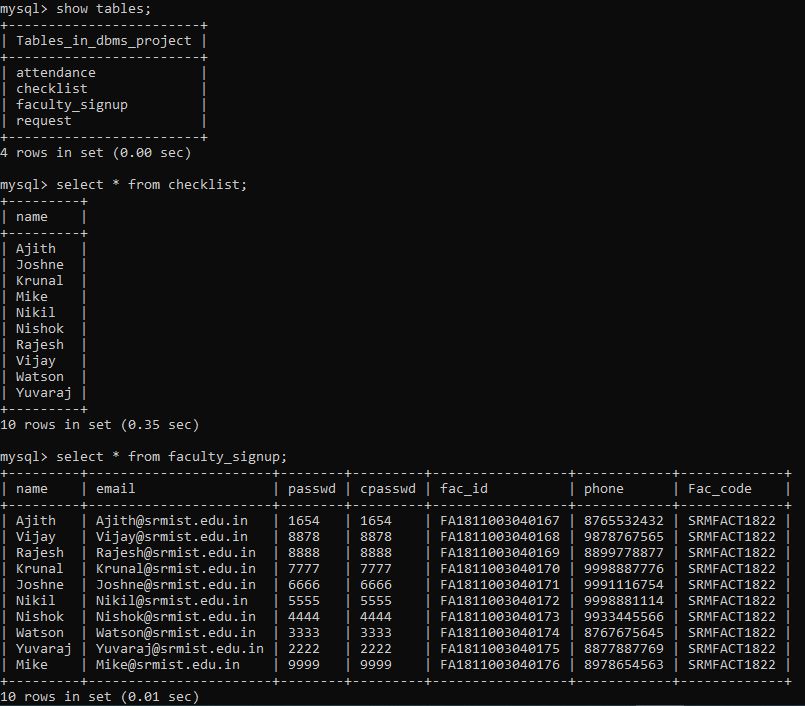 mysql> show tables;
+------------------------+
| Tables_in_dbms_project |
+------------------------+
| attendance             |
| checklist              |
| faculty_signup         |
| request                |
+------------------------+
4 rows in set (0.00 sec)

mysql> select * from checklist;
+---------+
| name    |
+---------+
| Ajith   |
| Joshne  |
| Krunal  |
| Mike    |
| Nikil   |
| Nishok  |
| Rajesh  |
| Vijay   |
| Watson  |
| Yuvaraj |
+---------+
10 rows in set (0.35 sec)

mysql> select * from faculty_signup;
+---------+-----------------------+--------+---------+-----------------+------------+-------------+
| name    | email                 | passwd | cpasswd | fac_id          | phone      | Fac_code    |
+---------+-----------------------+--------+---------+-----------------+------------+-------------+
| Ajith   | Ajith@srmist.edu.in   | 1654   | 1654    | FA1811003040167 | 8765532432 | SRMFACT1822 |
| Vijay   | Vijay@srmist.edu.in   | 8878   | 8878    | FA1811003040168 | 9878767565 | SRMFACT1822 |
| Rajesh  | Rajesh@srmist.edu.in  | 8888   | 8888    | FA1811003040169 | 8899778877 | SRMFACT1822 |
| Krunal  | Krunal@srmist.edu.in  | 7777   | 7777    | FA1811003040170 | 9998887776 | SRMFACT1822 |
| Joshne  | Joshne@srmist.edu.in  | 6666   | 6666    | FA1811003040171 | 9991116754 | SRMFACT1822 |
| Nikil   | Nikil@srmist.edu.in   | 5555   | 5555    | FA1811003040172 | 9998881114 | SRMFACT1822 |
| Nishok  | Nishok@srmist.edu.in  | 4444   | 4444    | FA1811003040173 | 9933445566 | SRMFACT1822 |
| Watson  | Watson@srmist.edu.in  | 3333   | 3333    | FA1811003040174 | 8767675645 | SRMFACT1822 |
| Yuvaraj | Yuvaraj@srmist.edu.in | 2222   | 2222    | FA1811003040175 | 8877887769 | SRMFACT1822 |
| Mike    | Mike@srmist.edu.in    | 9999   | 9999    | FA1811003040176 | 8978654563 | SRMFACT1822 |
+---------+-----------------------+--------+---------+-----------------+------------+-------------+
10 rows in set (0.01 sec)